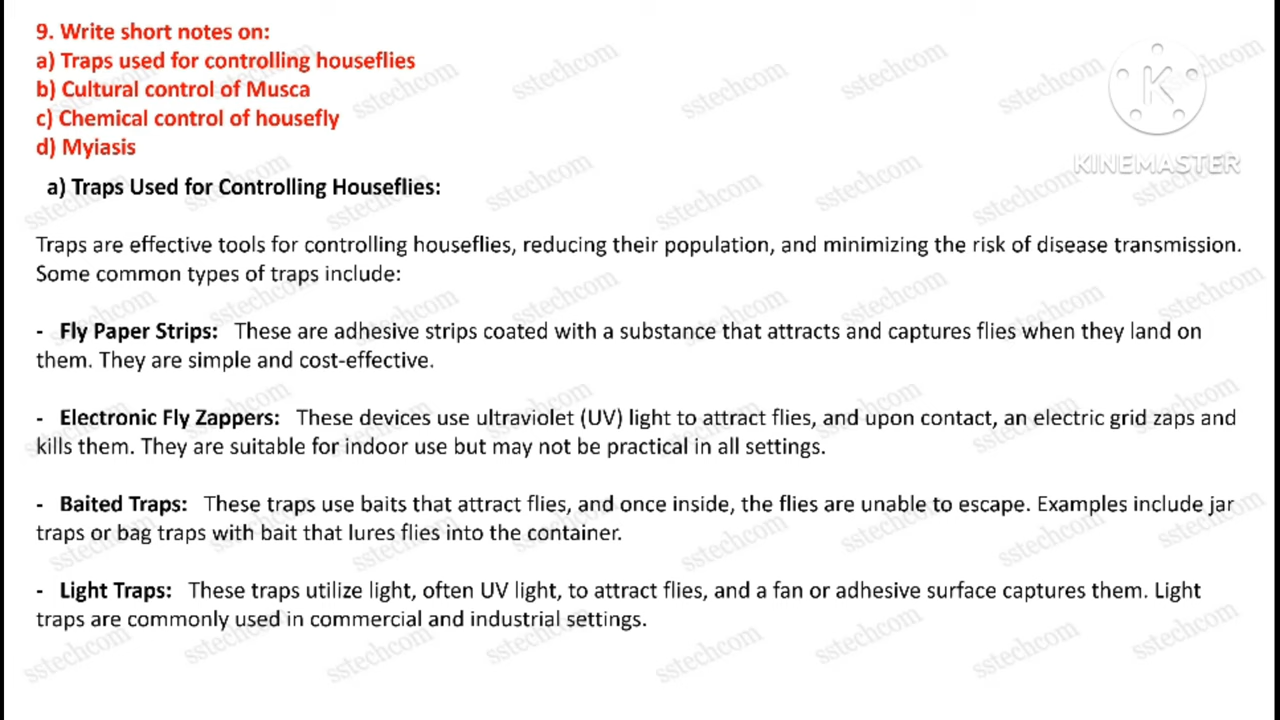 9. Write short notes on:
a) Traps used for controlling houseflies
b) Cultural control of Musca
c) Chemical control of housefly
d) Myiasis
a) Traps Used for Controlling Houseflies:
Traps are effective tools for controlling houseflies, reducing their population, and minimizing the risk of disease transmission.
Some common types of traps include:
- Fly Paper Strips: These are adhesive strips coated with a substance that attracts and captures flies when they land on
them. They are simple and cost-effective.
- Electronic Fly Zappers: These devices use ultraviolet (UV) light to attract flies, and upon contact, an electric grid zaps and
kills them. They are suitable for indoor use but may not be practical in all settings.
- Baited Traps: These traps use baits that attract flies, and once inside, the flies are unable to escape. Examples include jar
traps or bag traps with bait that lures flies into the container.
- Light Traps: These traps utilize light, often UV light, to attract flies, and a fan or adhesive surface captures them. Light
traps are commonly used in commercial and industrial settings.
K
KINEMASTER
sstechcom